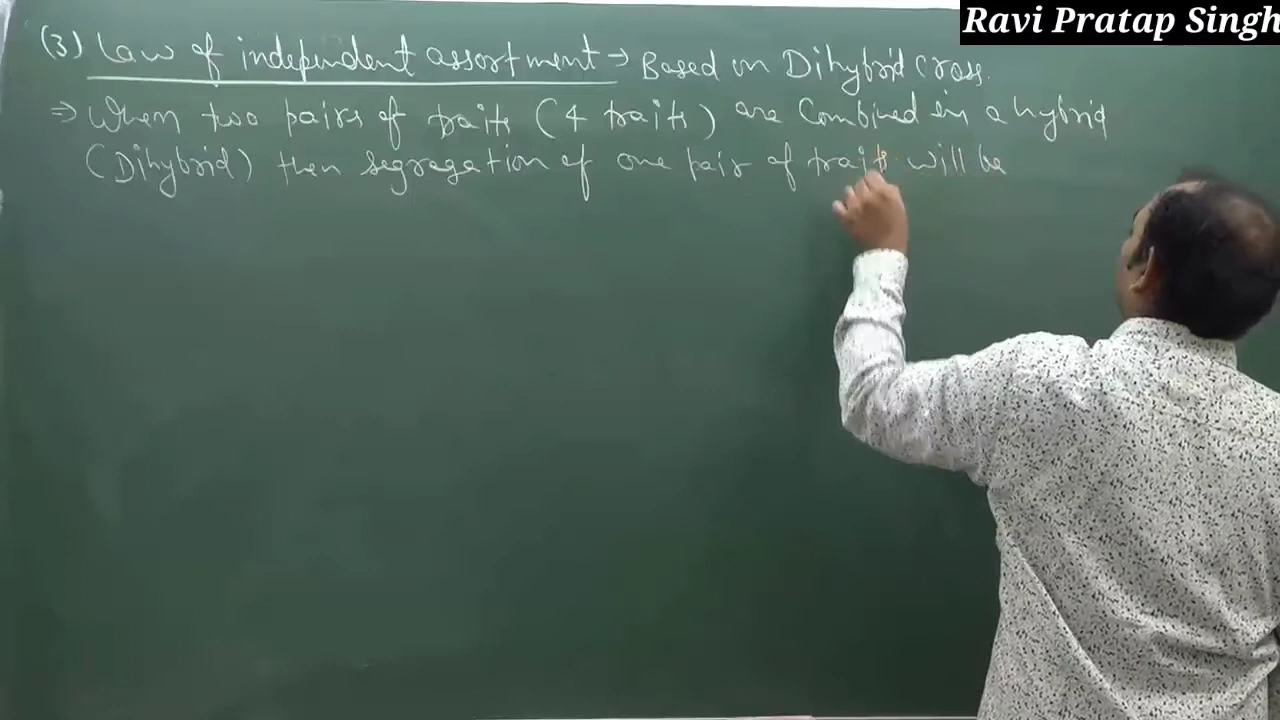 Ravi Pratap Singh
(3) Law of independent assortment → Based on Dihybrid Cross.
⇒ When two pairs of traits (4 traits) are Combined in a hybrid
(Dihybrid) then segragation of one pair of traits will be